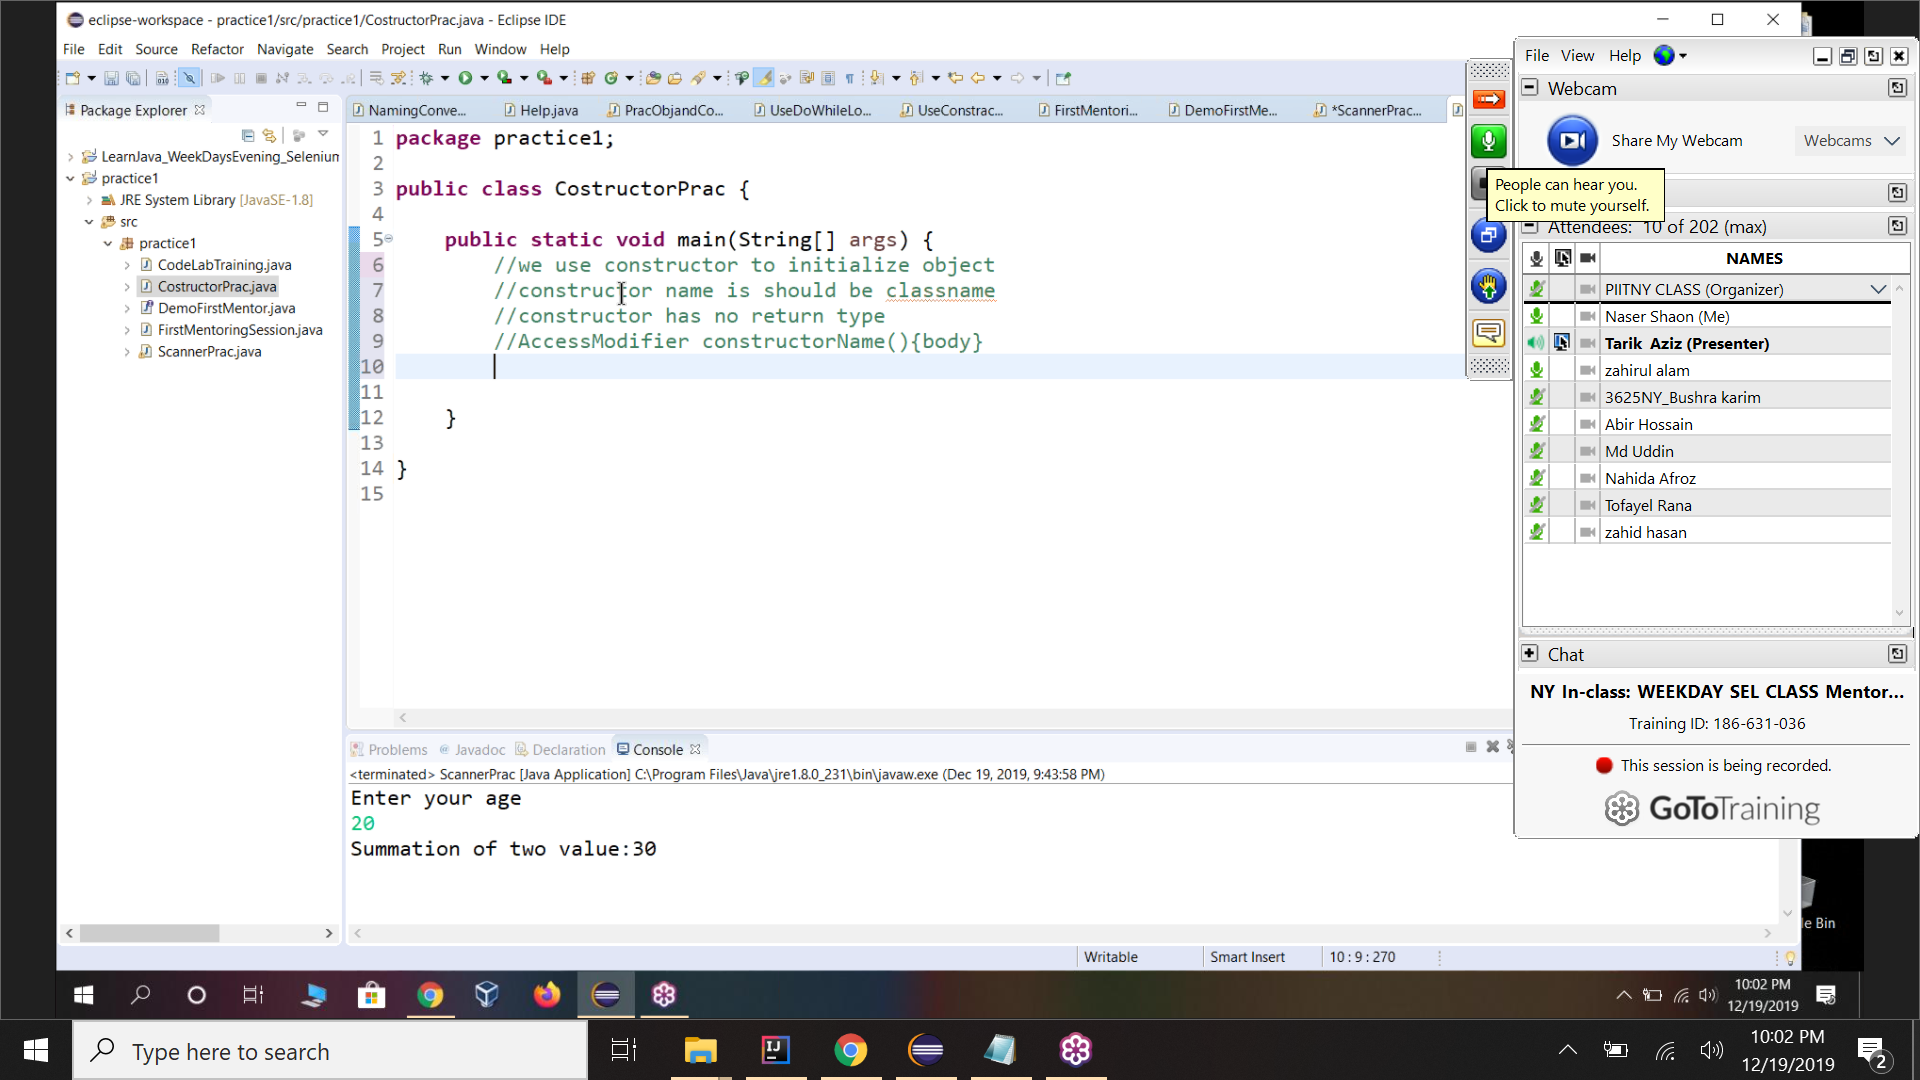 eclipse-workspace - practice1/src/practice1/CostructorPrac.java - Eclipse IDE
File Edit Source Refactor Navigate Search Project Run Window Help
Package Explorer
LearnJava_WeekDaysEvening_Selenium
practice1
JRE System Library [JavaSE-1.8]
src
practice1
CodeLabTraining.java
CostructorPrac.java
DemoFirstMentor.java
FirstMentoringSession.java
ScannerPrac.java
NamingConve... Help.java PracObjandCo... UseDoWhileLo... UseConstrac... FirstMentori... DemoFirstMe... *ScannerPrac...
1 package practice1;
2
3 public class CostructorPrac {
4
5 public static void main(String[] args) {
6 //we use constructor to initialize object
7 //constructor name is should be classname
8 //constructor has no return type
9 //AccessModifier constructorName(){body}
10
11
12 }
13
14 }
15
Problems Javadoc Declaration Console
<terminated> ScannerPrac [Java Application] C:\Program Files\Java\jre1.8.0_231\bin\javaw.exe (Dec 19, 2019, 9:43:58 PM)
Enter your age
20
Summation of two value:30
Writable Smart Insert 10 : 9 : 270
File View Help
Webcam
Share My Webcam Webcams
People can hear you.
Click to mute yourself.
Attendees: 10 of 202 (max)
NAMES
PIITNY CLASS (Organizer)
Naser Shaon (Me)
Tarik Aziz (Presenter)
zahirul alam
3625NY_Bushra karim
Abir Hossain
Md Uddin
Nahida Afroz
Tofayel Rana
zahid hasan
Chat
NY In-class: WEEKDAY SEL CLASS Mentor...
Training ID: 186-631-036
This session is being recorded.
GoToTraining
le Bin
10:02 PM
12/19/2019
Type here to search
IJ
10:02 PM
12/19/2019
2